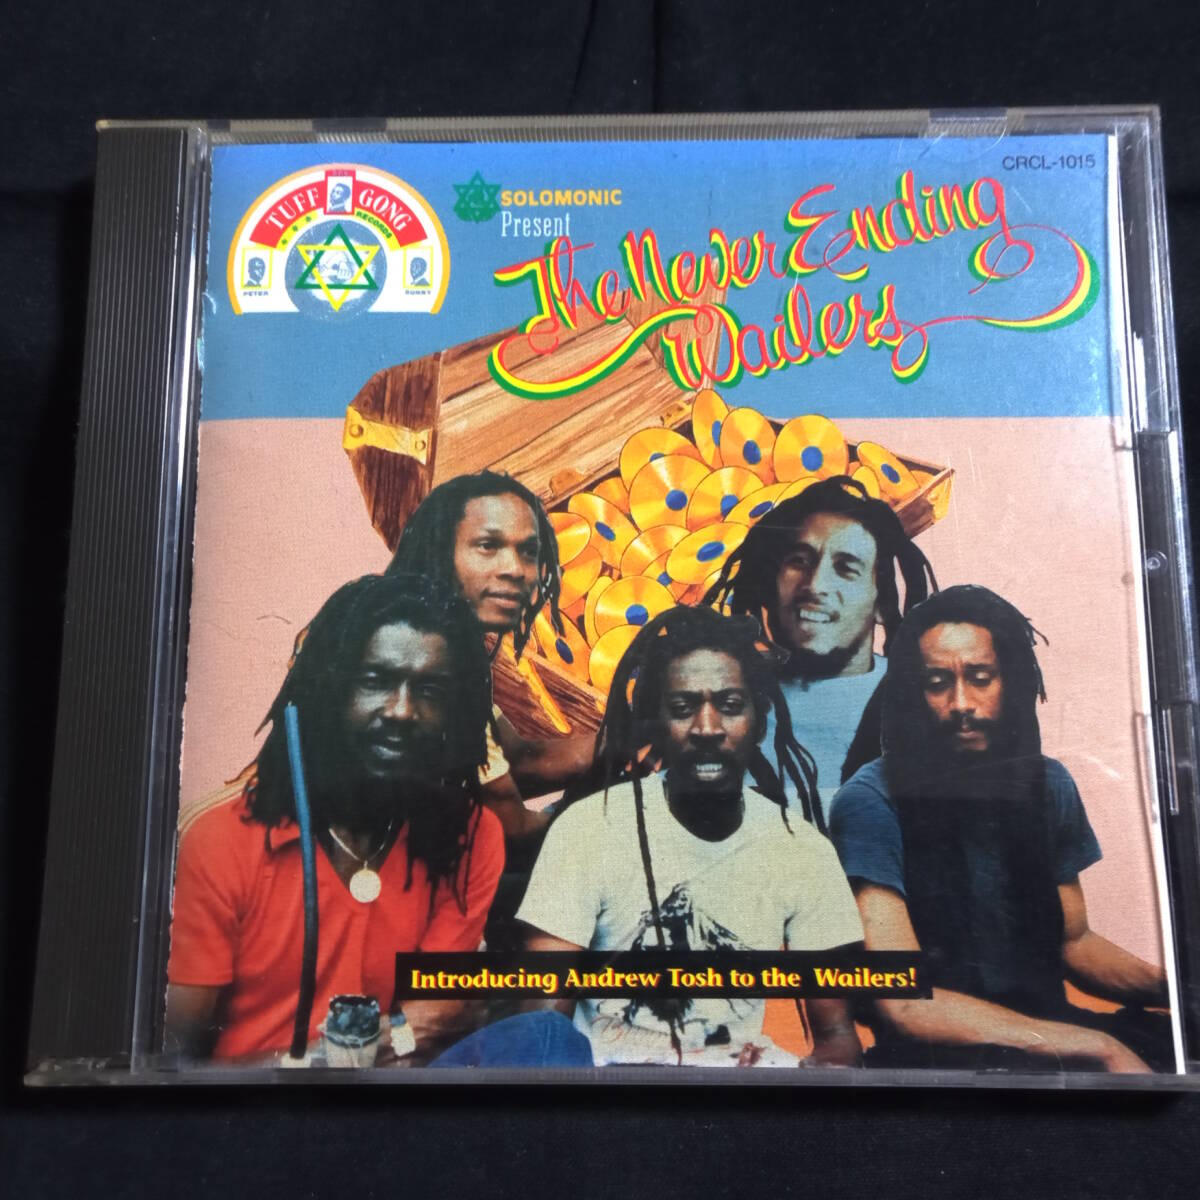 CRCL-1015
TUFF GONG
RECORDS
PETER
BUNNY
SOLOMONIC
Present
The Never Ending
Wailers
Introducing Andrew Tosh to the Wailers!